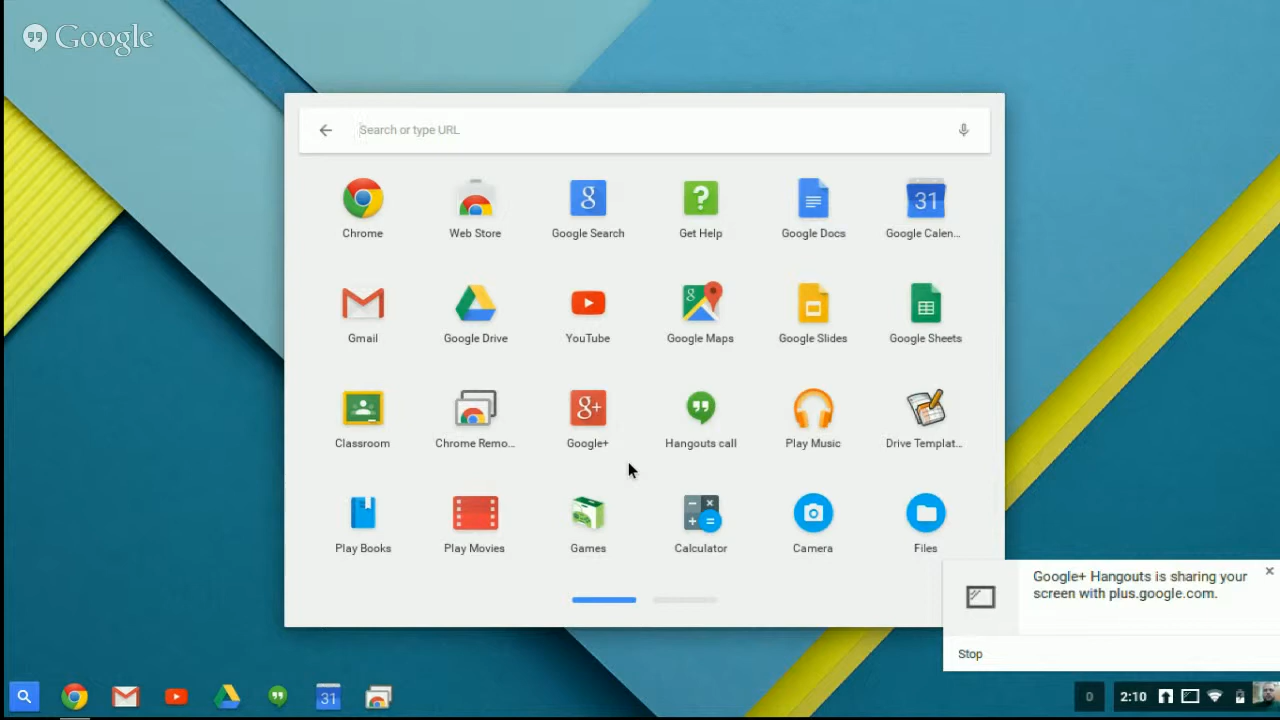 Google
Search or type URL
Chrome
Web Store
Google Search
Get Help
Google Docs
31
Google Calen...
Gmail
Google Drive
YouTube
Google Maps
Google Slides
Google Sheets
Classroom
Chrome Remo...
g+
Google+
Hangouts call
Play Music
Drive Templat...
Play Books
Play Movies
Games
Calculator
Camera
Files
Google+ Hangouts is sharing your
screen with plus.google.com.
Stop
31
0
2:10